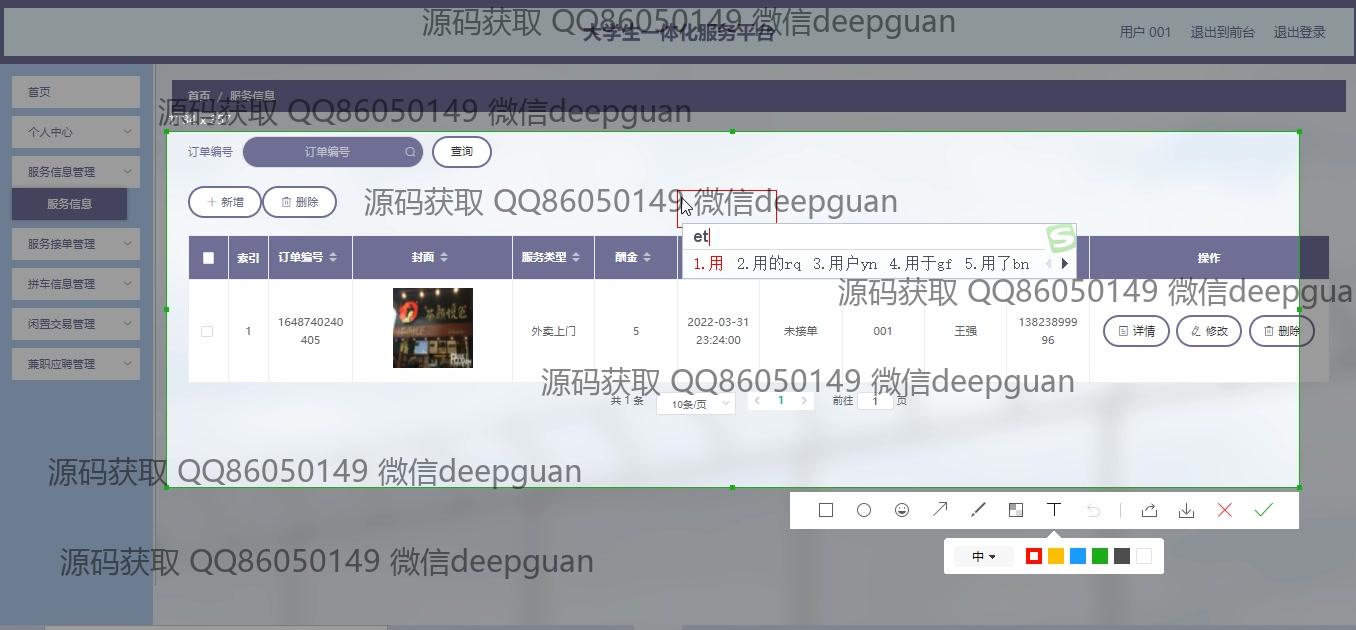 源码获取 QQ86050149 微信deepguan
大学生一体化服务平台
用户 001 退出到前台 退出登录
首页
个人中心
服务信息管理
服务信息
服务接单管理
拼车信息管理
闲置交易管理
兼职应聘管理
首页 / 服务信息
源码获取 QQ86050149 微信deepguan
订单编号 订单编号 查询
新增 删除
源码获取 QQ86050149 微信deepguan
et
1.用 2.用的rq 3.用户yn 4.用于gf 5.用了bn
索引 订单编号 封面 服务类型 酬金 操作
源码获取 QQ86050149 微信deepgua
1 1648740240405 外卖上门 5 2022-03-31 23:24:00 未接单 001 王强 13823899996 详情 修改 删除
源码获取 QQ86050149 微信deepguan
共 1 条 10条/页 1 前往 1 页
源码获取 QQ86050149 微信deepguan
中
源码获取 QQ86050149 微信deepguan